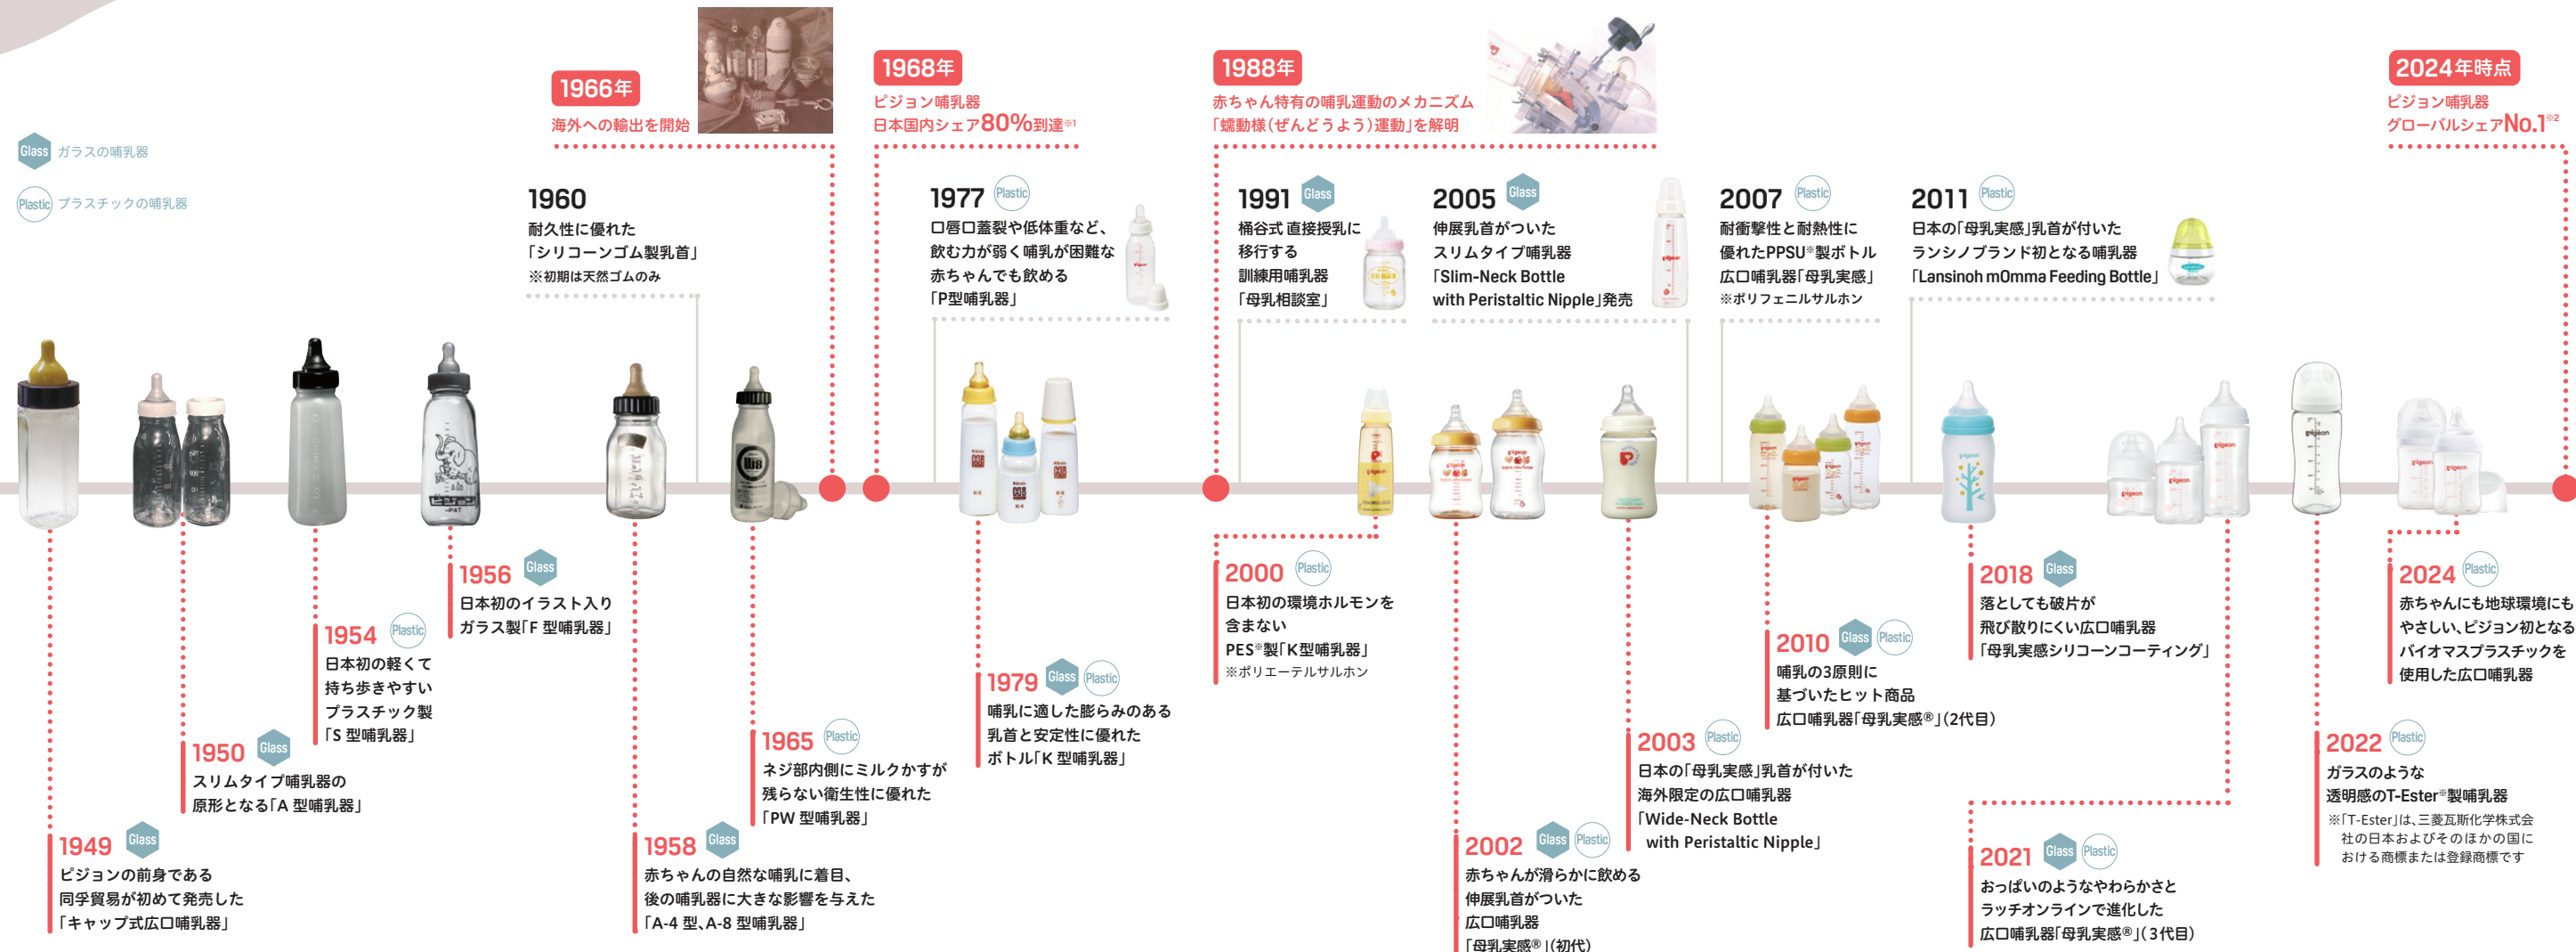 Glass ガラスの哺乳器
Plastic プラスチックの哺乳器
1966年
海外への輸出を開始
1968年
ピジョン哺乳器
日本国内シェア80%到達※1
1988年
赤ちゃん特有の哺乳運動のメカニズム
「蠕動様(ぜんどうよう)運動」を解明
2024年時点
ピジョン哺乳器
グローバルシェアNo.1※2
1960
耐久性に優れた
「シリコーンゴム製乳首」
※初期は天然ゴムのみ
1977 Plastic
口唇口蓋裂や低体重など、
飲む力が弱く哺乳が困難な
赤ちゃんでも飲める
「P型哺乳器」
1991 Glass
桶谷式 直接授乳に
移行する
訓練用哺乳器
「母乳相談室」
2005 Glass
伸展乳首がついた
スリムタイプ哺乳器
「Slim-Neck Bottle
with Peristaltic Nipple」発売
2007 Plastic
耐衝撃性と耐熱性に
優れたPPSU※製ボトル
広口哺乳器「母乳実感」
※ポリフェニルサルホン
2011 Plastic
日本の「母乳実感」乳首が付いた
ランシノブランド初となる哺乳器
「Lansinoh mOmma Feeding Bottle」
1949 Glass
ピジョンの前身である
同孚貿易が初めて発売した
「キャップ式広口哺乳器」
1950 Glass
スリムタイプ哺乳器の
原形となる「A 型哺乳器」
1954 Plastic
日本初の軽くて
持ち歩きやすい
プラスチック製
「S 型哺乳器」
1956 Glass
日本初のイラスト入り
ガラス製「F 型哺乳器」
1958 Glass
赤ちゃんの自然な哺乳に着目、
後の哺乳器に大きな影響を与えた
「A-4 型、A-8 型哺乳器」
1965 Plastic
ネジ部内側にミルクかすが
残らない衛生性に優れた
「PW 型哺乳器」
1979 Glass Plastic
哺乳に適した膨らみのある
乳首と安定性に優れた
ボトル「K 型哺乳器」
2000 Plastic
日本初の環境ホルモンを
含まない
PES※製「K型哺乳器」
※ポリエーテルサルホン
2002 Glass Plastic
赤ちゃんが滑らかに飲める
伸展乳首がついた
広口哺乳器
「母乳実感®」(初代)
2003 Plastic
日本の「母乳実感」乳首が付いた
海外限定の広口哺乳器
「Wide-Neck Bottle
with Peristaltic Nipple」
2010 Glass Plastic
哺乳の3原則に
基づいたヒット商品
広口哺乳器「母乳実感®」(2代目)
2018 Glass
落としても破片が
飛び散りにくい広口哺乳器
「母乳実感シリコーンコーティング」
2021 Glass Plastic
おっぱいのようなやわらかさと
ラッチオンラインで進化した
広口哺乳器「母乳実感®」(3代目)
2022 Plastic
ガラスのような
透明感のT-Ester※製哺乳器
※「T-Ester」は、三菱瓦斯化学株式会
社の日本およびそのほかの国に
おける商標または登録商標です
2024 Plastic
赤ちゃんにも地球環境にも
やさしい、ピジョン初となる
バイオマスプラスチックを
使用した広口哺乳器